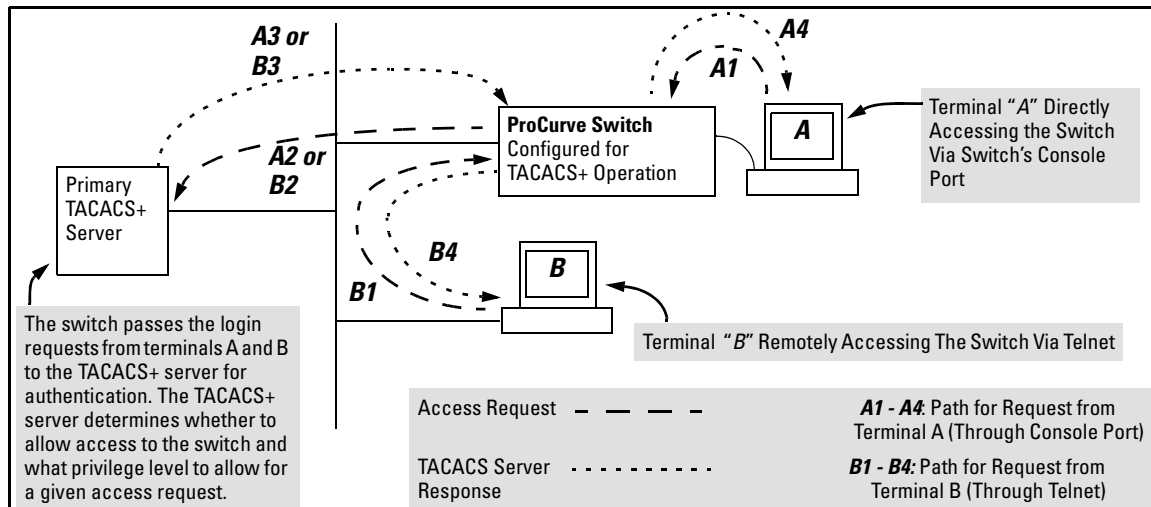 A3 or
B3
A4
A1
ProCurve Switch
Configured for
TACACS+ Operation
A
Terminal “A” Directly
Accessing the Switch
Via Switch’s Console
Port
A2 or
B2
Primary
TACACS+
Server
B4
B1
B
Terminal “B” Remotely Accessing The Switch Via Telnet
The switch passes the login
requests from terminals A and B
to the TACACS+ server for
authentication. The TACACS+
server determines whether to
allow access to the switch and
what privilege level to allow for
a given access request.
Access Request
A1 - A4: Path for Request from
Terminal A (Through Console Port)
TACACS Server
Response
B1 - B4: Path for Request from
Terminal B (Through Telnet)